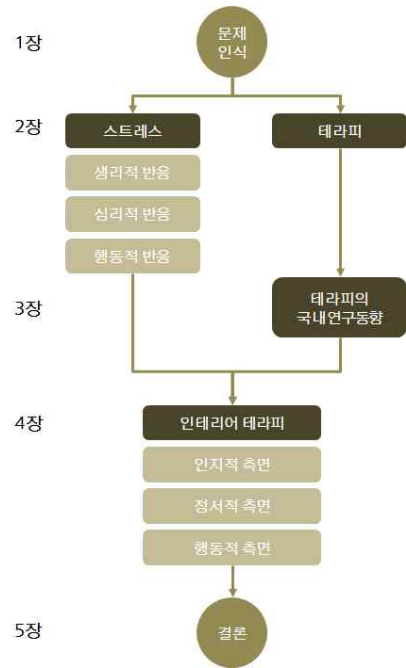 1장
문제
인식
2장
스트레스
테라피
생리적 반응
심리적 반응
행동적 반응
3장
테라피의
국내연구동향
4장
인테리어 테라피
인지적 측면
정서적 측면
행동적 측면
5장
결론